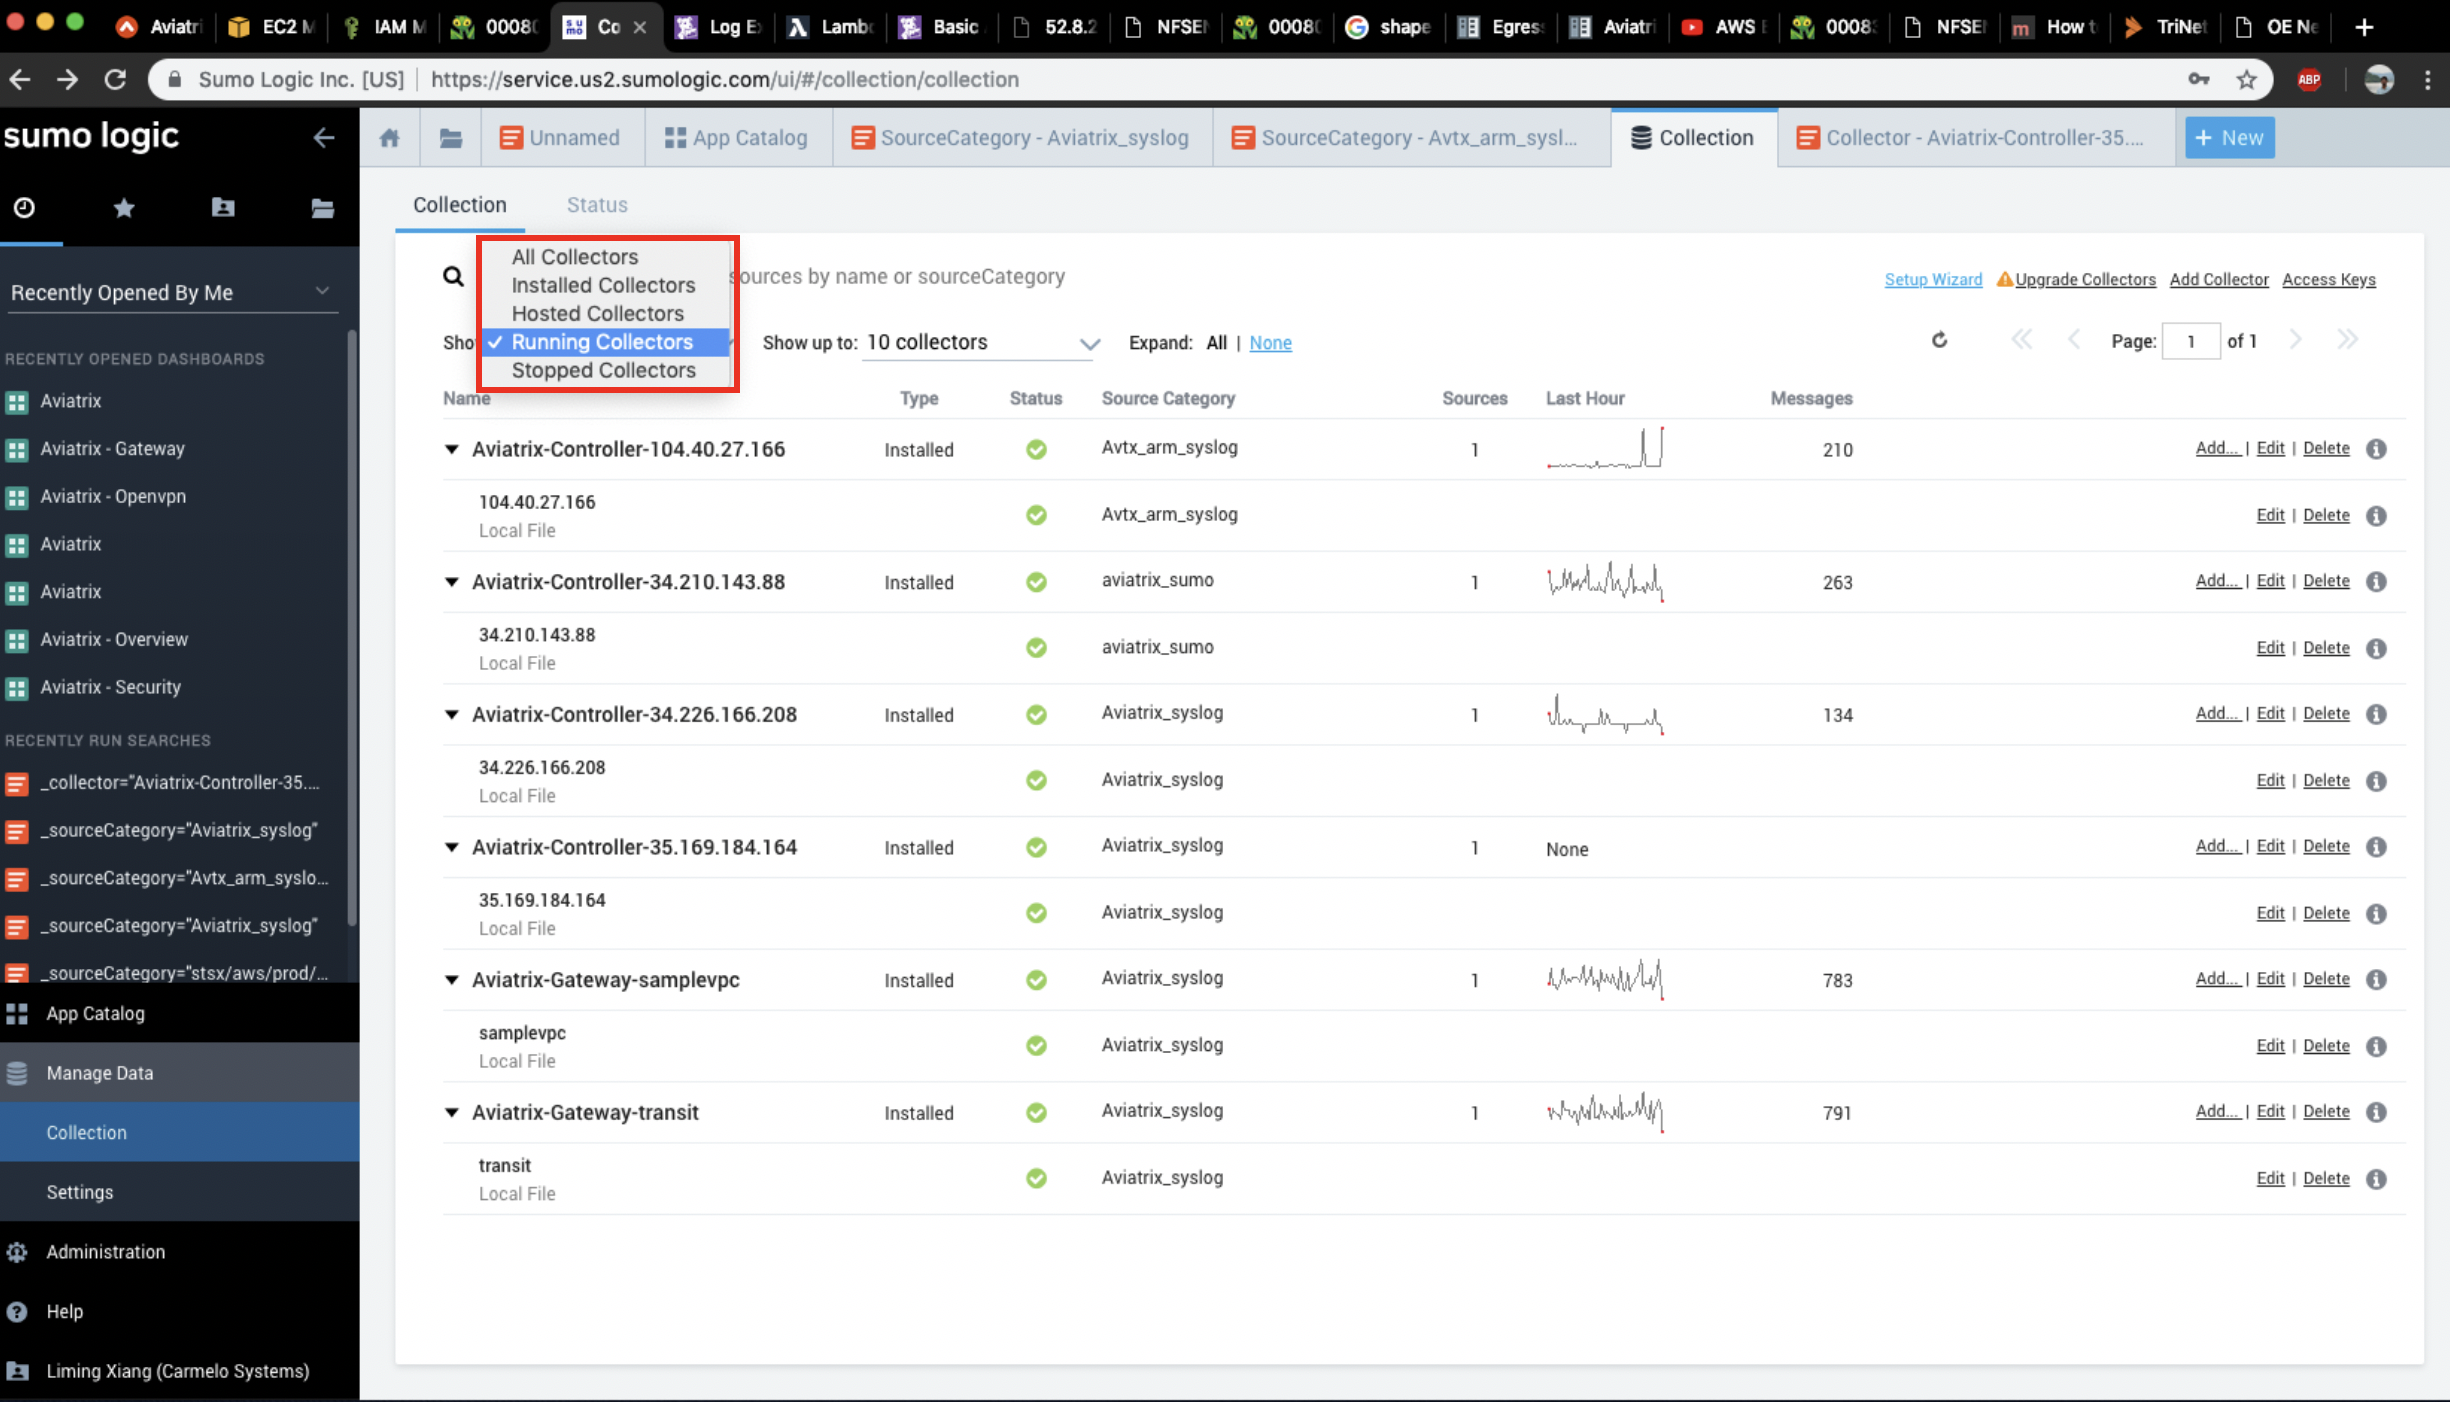 Aviatri EC2 M IAM M 0008 Co Log E Lamb Basic 52.8.2 NFSE 0008 shape Egres Aviatri AWS 0008 NFSE m How t TriNet OE Ne
Sumo Logic Inc. [US] https://service.us2.sumologic.com/ui/#/collection/collection ABP
sumo logic
Unnamed App Catalog SourceCategory - Aviatrix_syslog SourceCategory - Avtx_arm_sysl... Collection Collector - Aviatrix-Controller-35.... + New
Collection Status
Recently Opened By Me
RECENTLY OPENED DASHBOARDS
Aviatrix
Aviatrix - Gateway
Aviatrix - Openvpn
Aviatrix
Aviatrix
Aviatrix - Overview
Aviatrix - Security
RECENTLY RUN SEARCHES
_collector="Aviatrix-Controller-35....
_sourceCategory="Aviatrix_syslog"
_sourceCategory="Avtx_arm_syslo...
_sourceCategory="Aviatrix_syslog"
_sourceCategory="stsx/aws/prod/...
App Catalog
Manage Data
Collection
Settings
Administration
Help
Liming Xiang (Carmelo Systems)
All Collectors
Installed Collectors
Hosted Collectors
Running Collectors
Stopped Collectors
sources by name or sourceCategory
Setup Wizard Upgrade Collectors Add Collector Access Keys
Sho Show up to: 10 collectors Expand: All | None Page: 1 of 1
Name Type Status Source Category Sources Last Hour Messages
Aviatrix-Controller-104.40.27.166 Installed Avtx_arm_syslog 1 210 Add... | Edit | Delete
104.40.27.166 Avtx_arm_syslog Edit | Delete
Local File
Aviatrix-Controller-34.210.143.88 Installed aviatrix_sumo 1 263 Add... | Edit | Delete
34.210.143.88 aviatrix_sumo Edit | Delete
Local File
Aviatrix-Controller-34.226.166.208 Installed Aviatrix_syslog 1 134 Add... | Edit | Delete
34.226.166.208 Aviatrix_syslog Edit | Delete
Local File
Aviatrix-Controller-35.169.184.164 Installed Aviatrix_syslog 1 None Add... | Edit | Delete
35.169.184.164 Aviatrix_syslog Edit | Delete
Local File
Aviatrix-Gateway-samplevpc Installed Aviatrix_syslog 1 783 Add... | Edit | Delete
samplevpc Aviatrix_syslog Edit | Delete
Local File
Aviatrix-Gateway-transit Installed Aviatrix_syslog 1 791 Add... | Edit | Delete
transit Aviatrix_syslog Edit | Delete
Local File